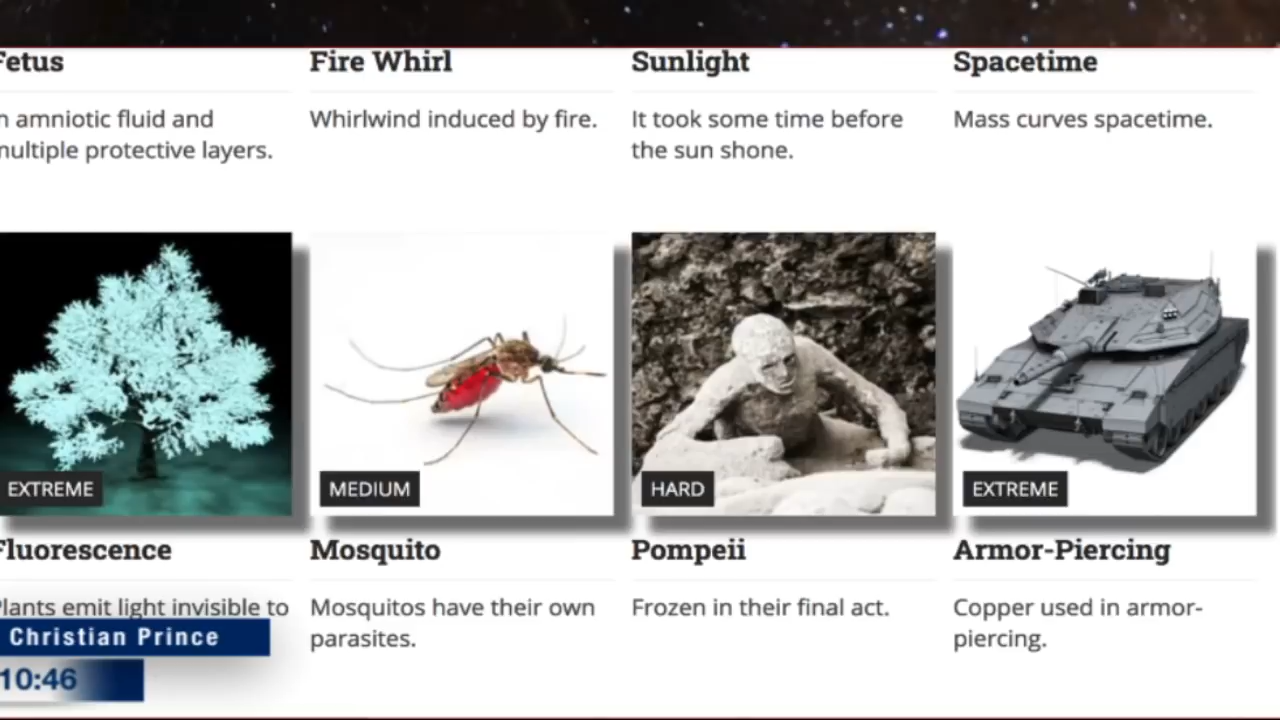 Fetus
Fire Whirl
Sunlight
Spacetime
n amniotic fluid and
multiple protective layers.
Whirlwind induced by fire.
It took some time before
the sun shone.
Mass curves spacetime.
EXTREME
MEDIUM
HARD
EXTREME
Fluorescence
Mosquito
Pompeii
Armor-Piercing
Plants emit light invisible to
Mosquitos have their own
parasites.
Frozen in their final act.
Copper used in armor-
piercing.
Christian Prince
10:46